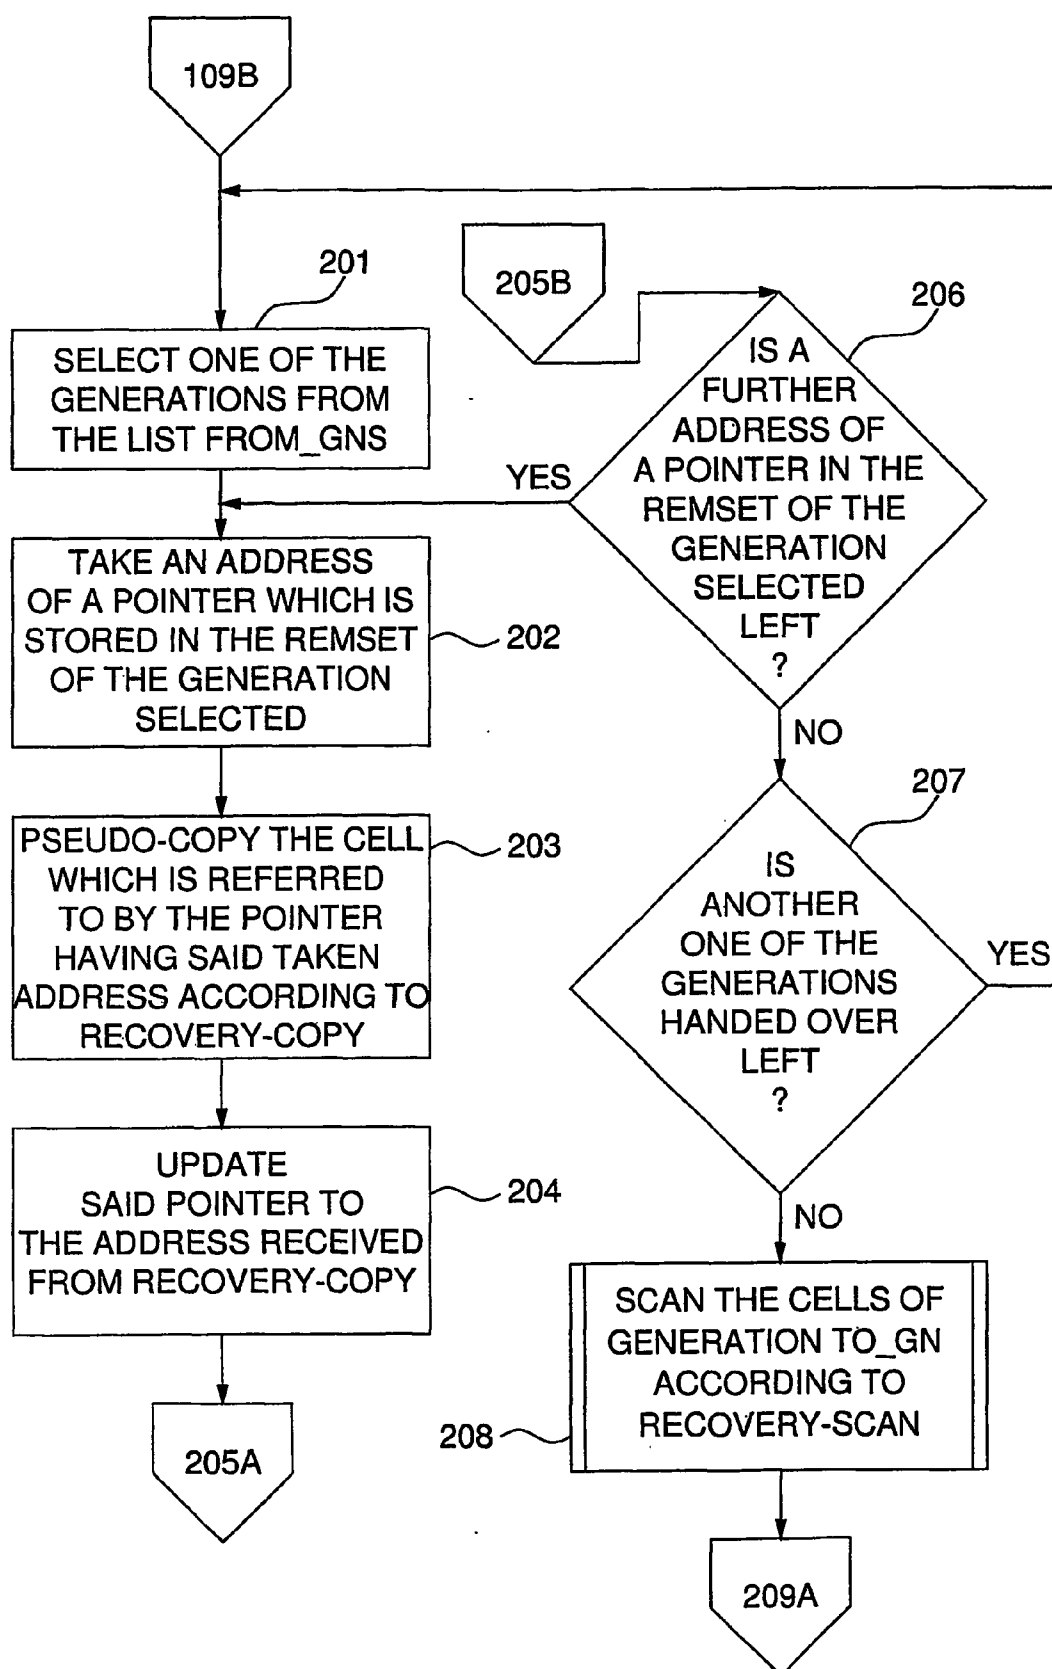 109B
201
SELECT ONE OF THE
GENERATIONS FROM
THE LIST FROM_GNS
TAKE AN ADDRESS
OF A POINTER WHICH IS
STORED IN THE REMSET
OF THE GENERATION
SELECTED
202
PSEUDO-COPY THE CELL
WHICH IS REFERRED
TO BY THE POINTER
HAVING SAID TAKEN
ADDRESS ACCORDING TO
RECOVERY-COPY
203
UPDATE
SAID POINTER TO
THE ADDRESS RECEIVED
FROM RECOVERY-COPY
204
205A
205B
206
IS A
FURTHER
ADDRESS OF
A POINTER IN THE
REMSET OF THE
GENERATION
SELECTED
LEFT
?
YES
NO
207
IS
ANOTHER
ONE OF THE
GENERATIONS
HANDED OVER
LEFT
?
YES
NO
SCAN THE CELLS OF
GENERATION TO_GN
ACCORDING TO
RECOVERY-SCAN
208
209A